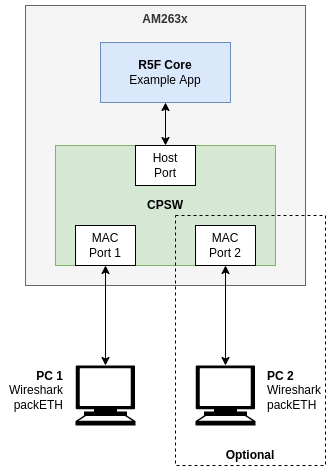 AM263x
R5F Core
Example App
Host
Port
CPSW
MAC
Port 1
MAC
Port 2
PC 1
Wireshark
packETH
PC 2
Wireshark
packETH
Optional